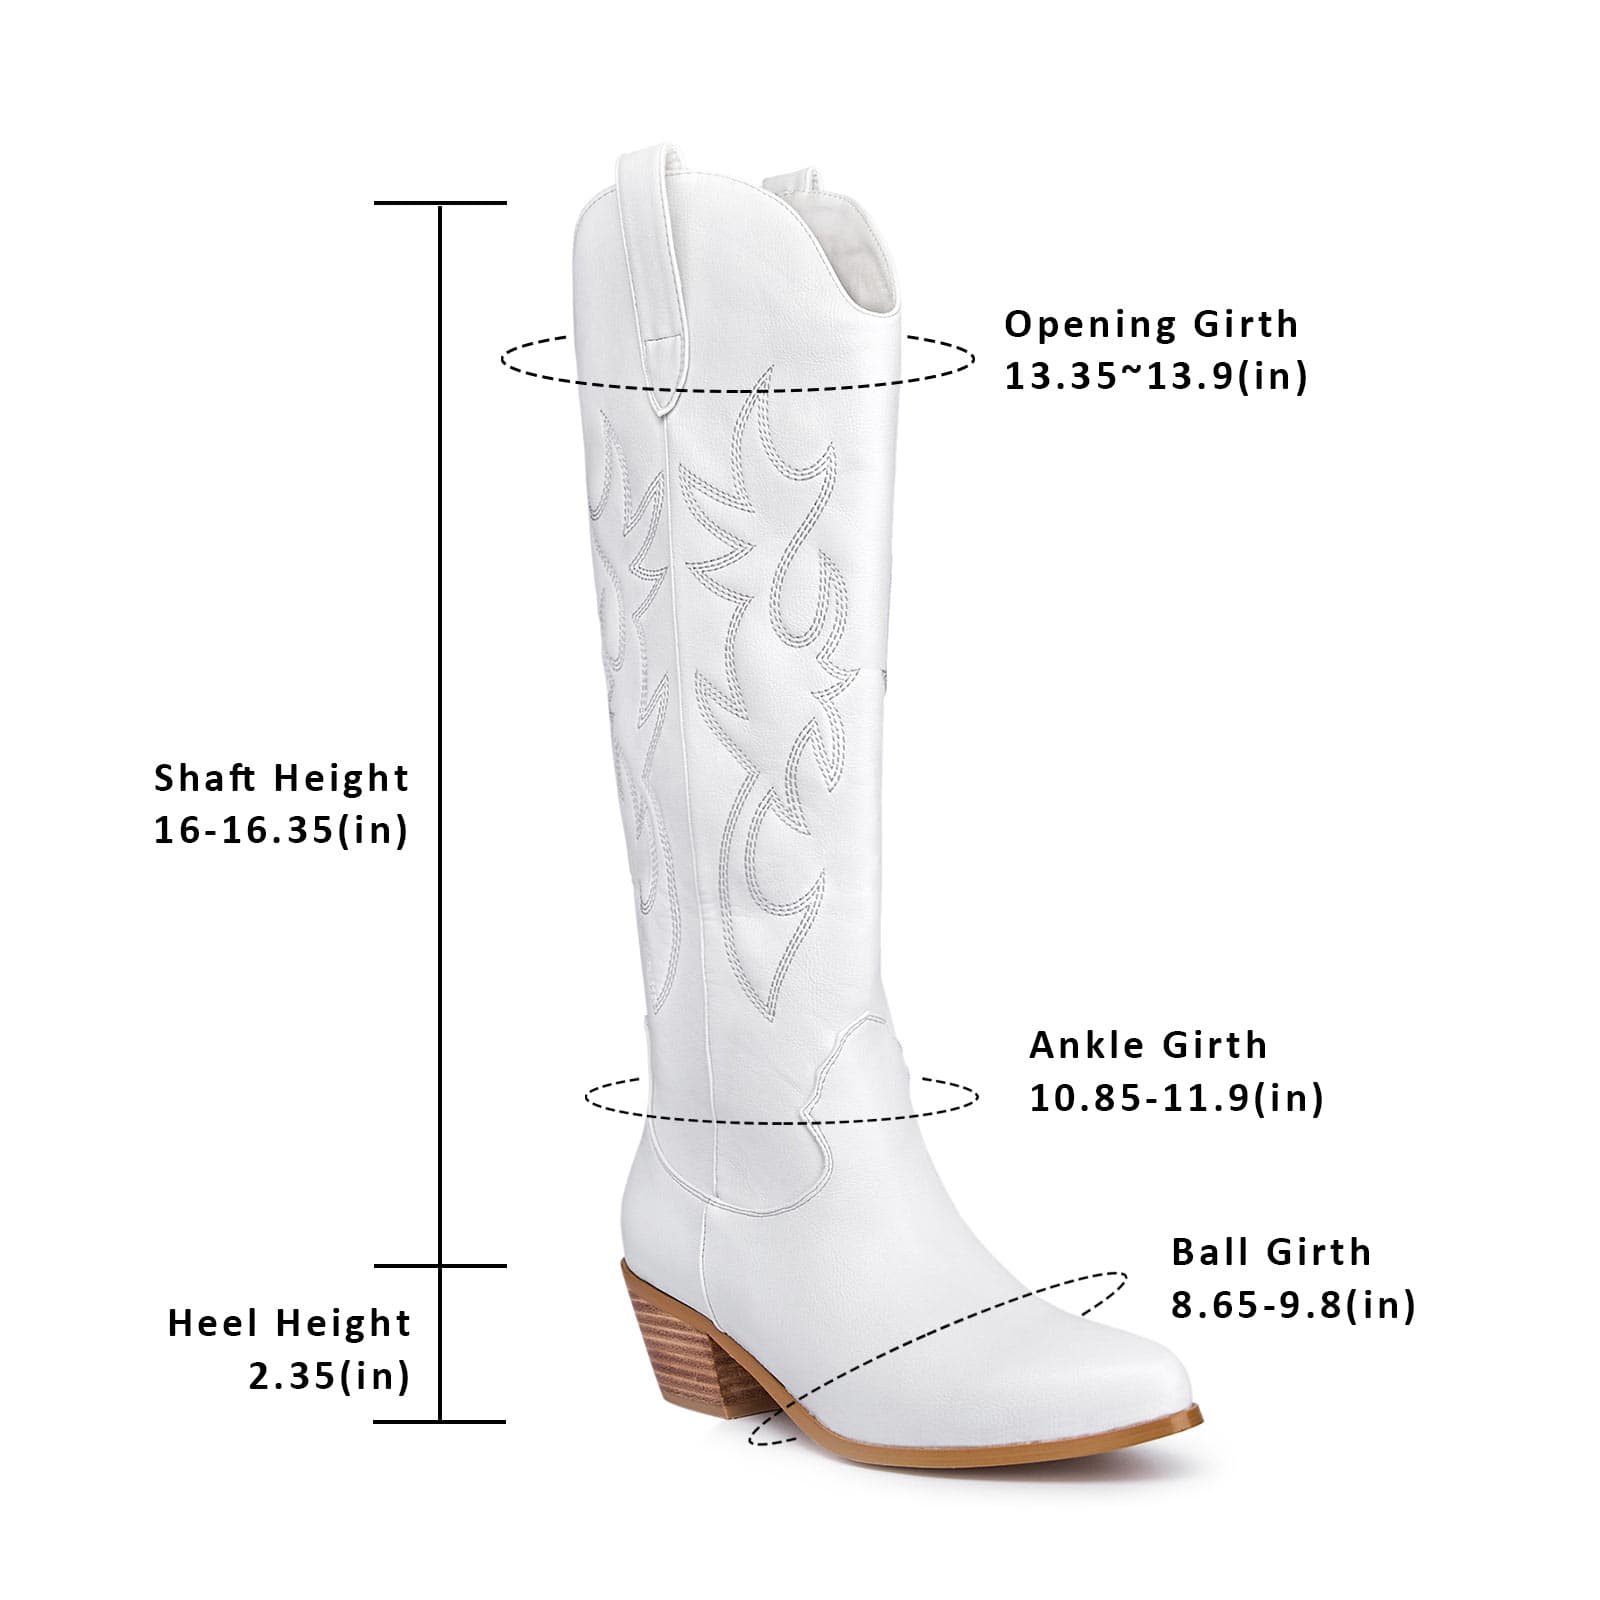 Opening Girth
13.35~13.9(in)
Shaft Height
16-16.35(in)
Ankle Girth
10.85-11.9(in)
Ball Girth
8.65-9.8(in)
Heel Height
2.35(in)